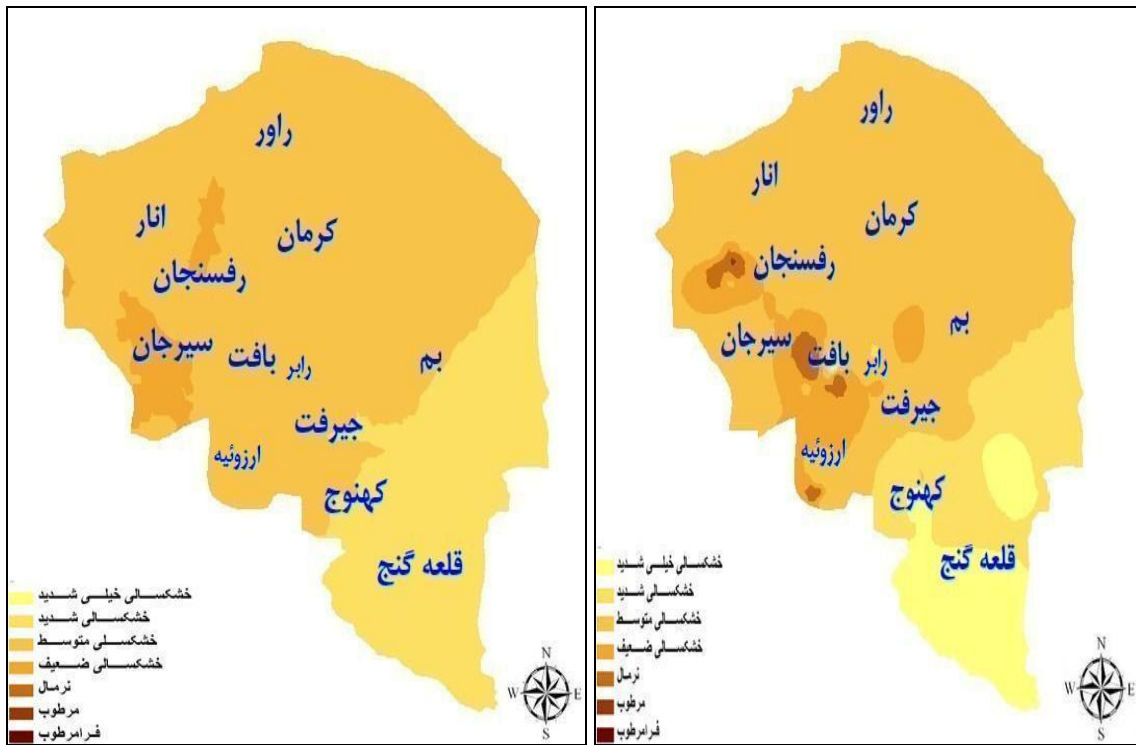 راور
انار
کرمان
رفسنجان
سیرجان
بافت
رابر
بم
جیرفت
ارزوئیه
کهنوج
قلعه گنج
خشکسالی خیلی شدید
خشکسالی شدید
خشکسلی متوسط
خشکسالی ضعیف
نرمال
مرطوب
فرامرطوب
N
W
E
S
راور
انار
کرمان
رفسنجان
بم
سیرجان
بافت
رابر
جیرفت
ارزوئیه
کهنوج
قلعه گنج
خشکسالی خیلی شدید
خشکسالی شدید
خشکسالی متوسط
خشکسالی ضعیف
نرمال
مرطوب
فرامرطوب
N
W
E
S